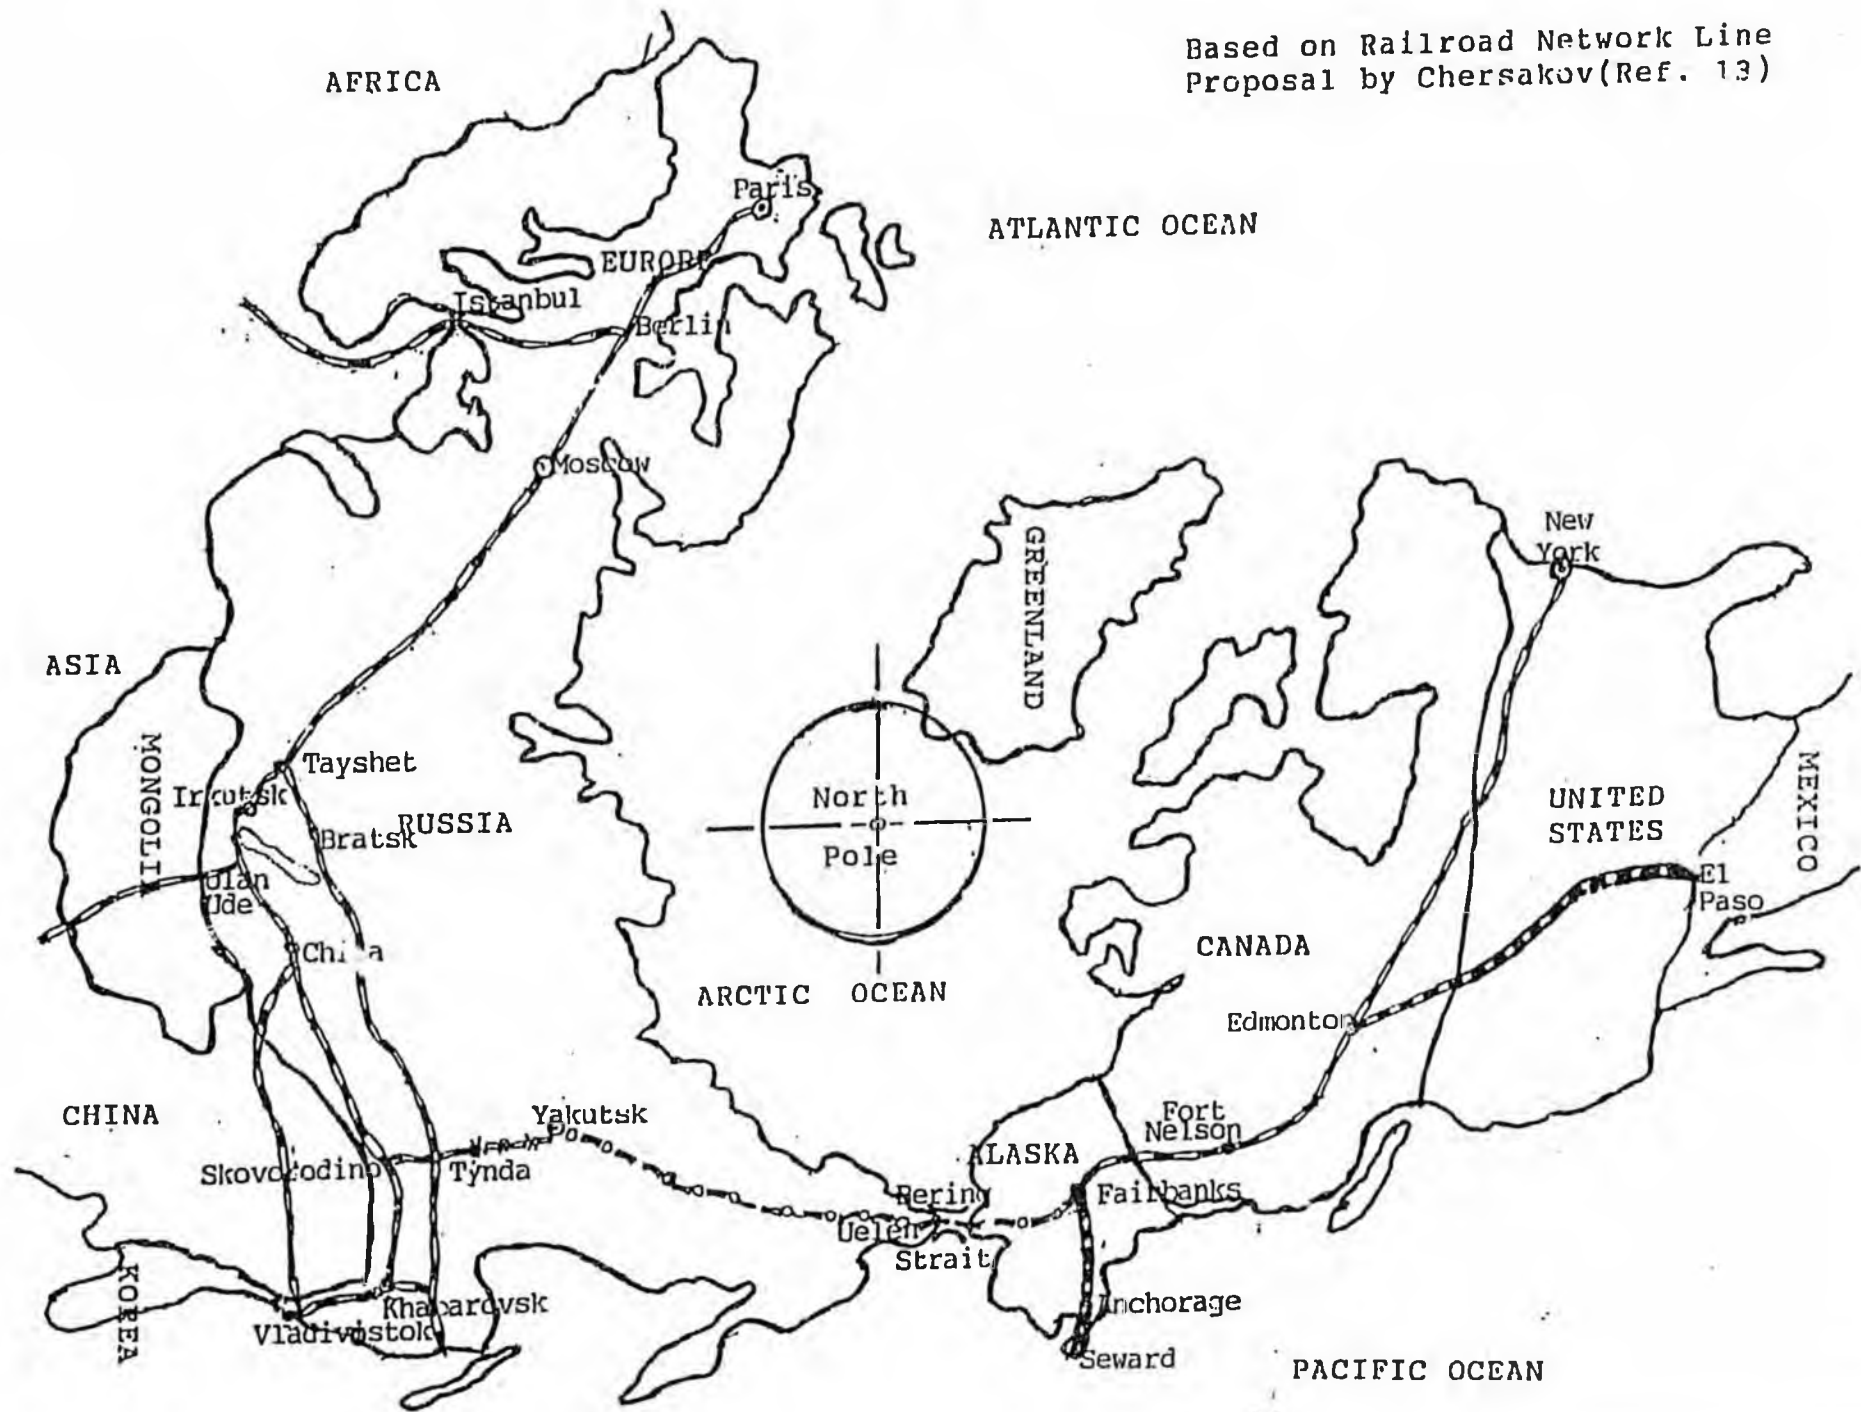 Based on Railroad Network Line
Proposal by Chersakov(Ref. 13)
AFRICA
Paris
ATLANTIC OCEAN
EUROPE
Istanbul
Berlin
Moscow
New
York
GREENLAND
ASIA
MONGOLIA
Tayshet
Irkutsk
RUSSIA
Bratsk
North
Pole
UNITED
STATES
MEXICO
Ulan
Ude
El
Paso
Chita
CANADA
ARCTIC OCEAN
Edmonton
CHINA
Yakutsk
Fort
Nelson
Skovorodino
Tynda
ALASKA
Fairbanks
Bering
Uelen
Strait
KOREA
Khabarovsk
Vladivostok
Anchorage
Seward
PACIFIC OCEAN